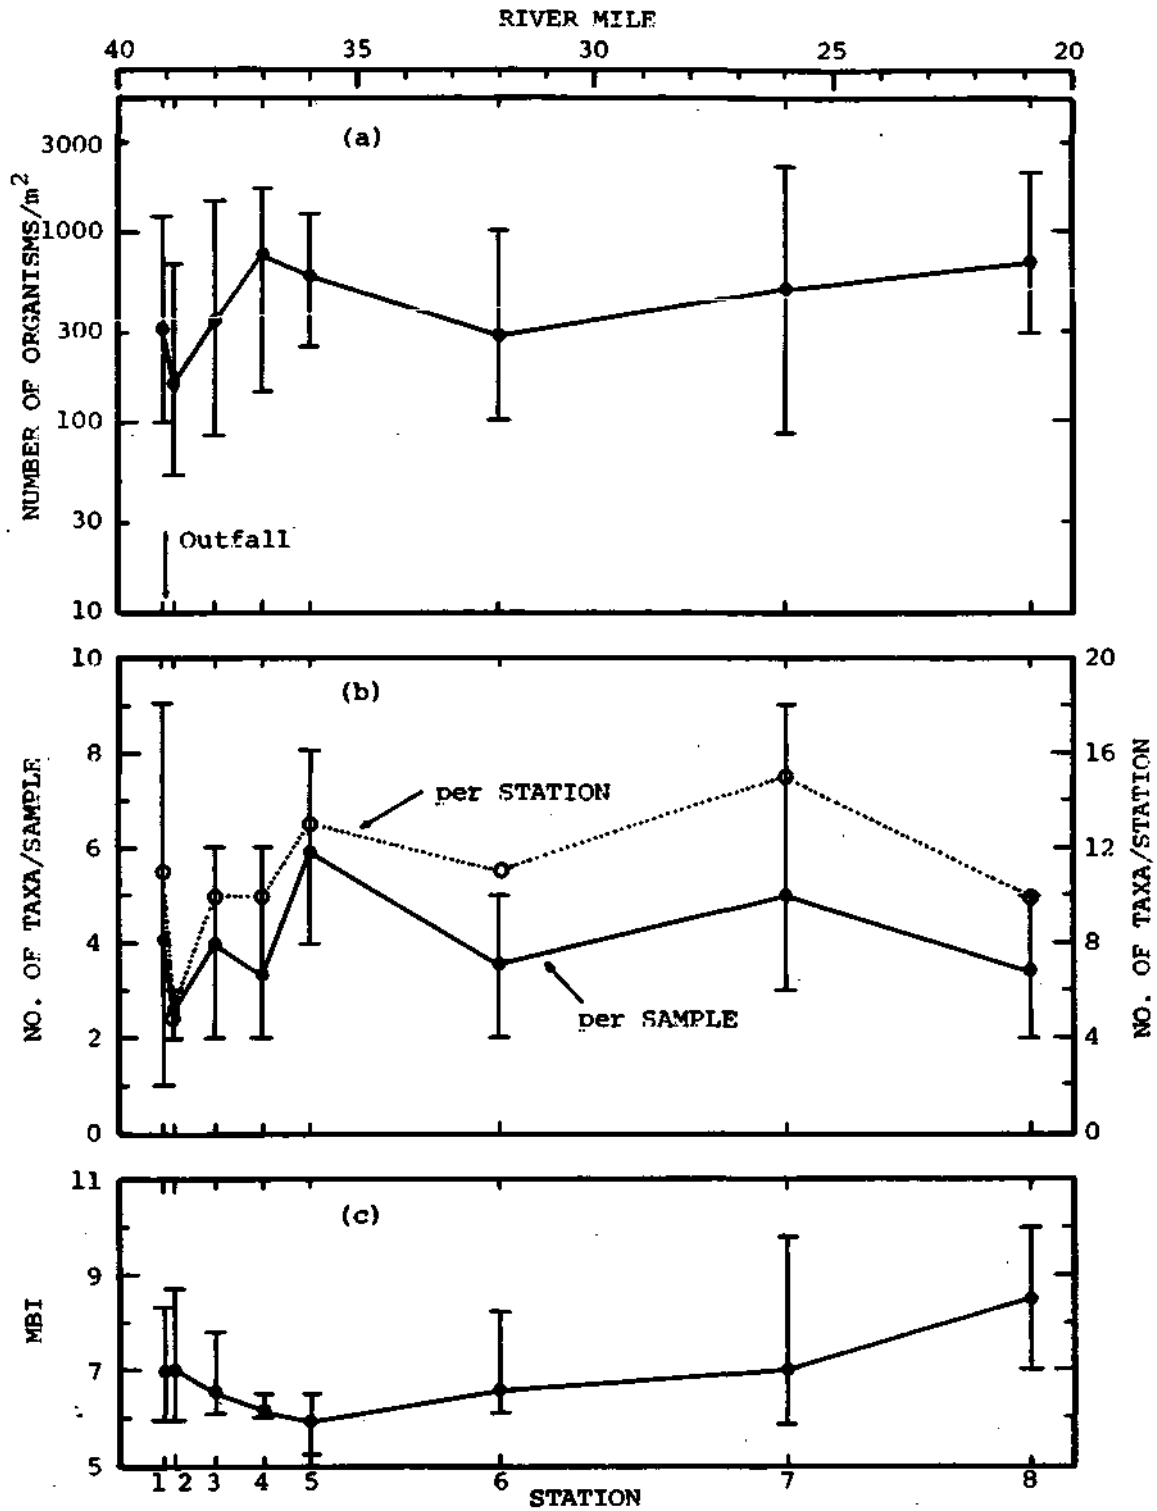 RIVER MILE
40 35 30 25 20
(a)
3000
1000
300
100
30
10
NUMBER OF ORGANISMS/m²
Outfall
10 20
(b)
8 16
per STATION
6 12
4 8
per SAMPLE
2 4
0 0
NO. OF TAXA/SAMPLE
NO. OF TAXA/STATION
11
(c)
9
7
5
MBI
1 2 3 4 5 6 7 8
STATION